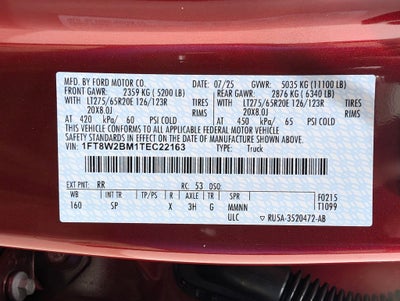 MFD. BY FORD MOTOR CO. 07/25 GVWR: 5035 KG (11100 LB)
FRONT GAWR: 2359 KG (5200 LB) REAR GAWR: 2876 KG (6340 LB)
WITH LT275/65R20E 126/123R TIRES WITH LT275/65R20E 126/123R TIRES
20X8.0J RIMS 20X8.0J RIMS
AT 420 kPa/ 60 PSI COLD AT 450 kPa/ 65 PSI COLD
THIS VEHICLE CONFORMS TO ALL APPLICABLE FEDERAL MOTOR VEHICLE
SAFETY STANDARDS IN EFFECT ON THE DATE OF MANUFACTURE SHOWN ABOVE.
VIN: 1FT8W2BM1TEC22163 TYPE: Truck
EXT PNT: RR RC: 53 DSO:
WB INT TR TP/PS R AXLE TR SPR F0215
160 SP X 3H G MMNN T1099
ULC RUSA-3520472-AB